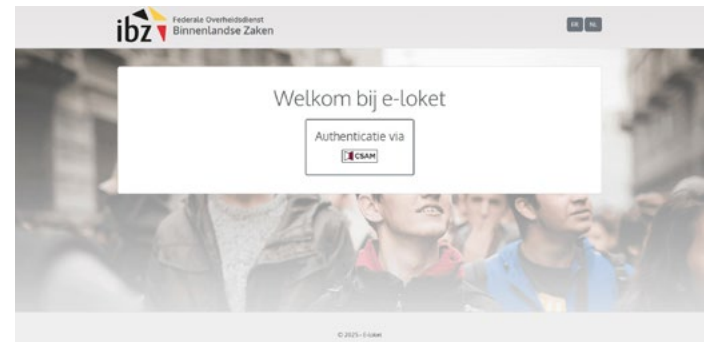 ibz
Federale Overheidsdienst
Binnenlandse Zaken
FR NL
Welkom bij e-loket
Authenticatie via
CSAM
© 2025 - E-Loket